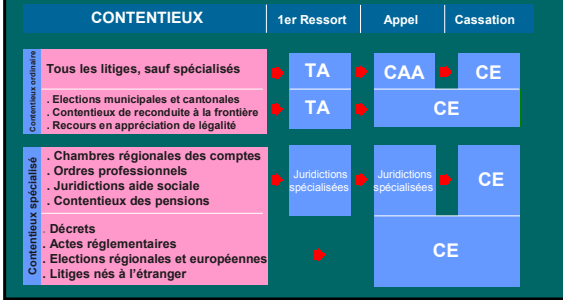 CONTENTIEUX 1er Ressort Appel Cassation
Contentieux ordinaire
Tous les litiges, sauf spécialisés TA CAA CE
. Elections municipales et cantonales
. Contentieux de reconduite à la frontière
. Recours en appréciation de légalité
TA CE
Contentieux spécialisé
. Chambres régionales des comptes
. Ordres professionnels
. Juridictions aide sociale
. Contentieux des pensions
Juridictions
spécialisées
Juridictions
spécialisées
CE
. Décrets
. Actes réglementaires
. Elections régionales et européennes
. Litiges nés à l'étranger
CE